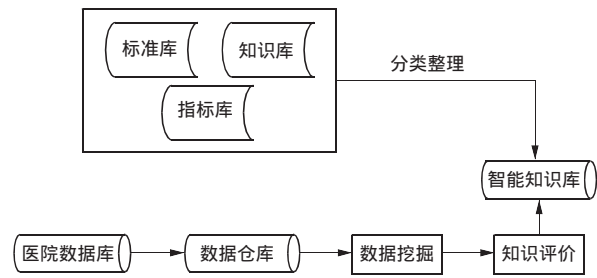 标准库
知识库
指标库
分类整理
智能知识库
医院数据库
数据仓库
数据挖掘
知识评价